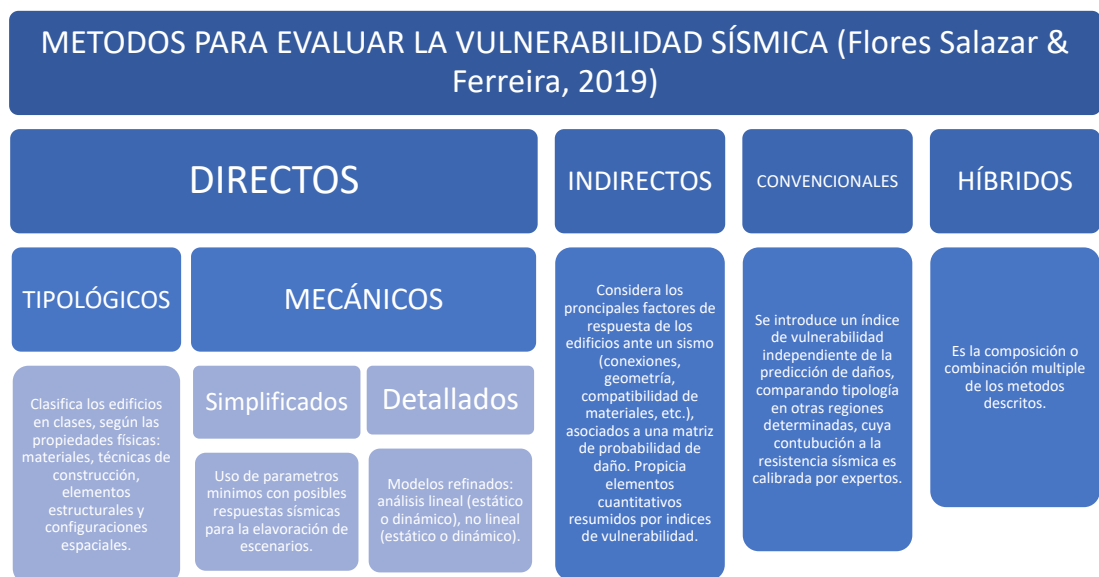 METODOS PARA EVALUAR LA VULNERABILIDAD SÍSMICA (Flores Salazar &
Ferreira, 2019)
DIRECTOS
TIPOLÓGICOS
Clasifica los edificios
en clases, según las
propiedades físicas:
materiales, técnicas de
construcción,
elementos
estructurales y
configuraciones
espaciales.
MECÁNICOS
Simplificados
Uso de parametros
minimos con posibles
respuestas sísmicas
para la elavoración de
escenarios.
Detallados
Modelos refinados:
análisis lineal (estático
o dinámico), no lineal
(estático o dinámico).
INDIRECTOS
Considera los
proncipales factores de
respuesta de los
edificios ante un sismo
(conexiones,
geometría,
compatibilidad de
materiales, etc.),
asociados a una matriz
de probabilidad de
daño. Propicia
elementos
cuantitativos
resumidos por indices
de vulnerabilidad.
CONVENCIONALES
Se introduce un índice
de vulnerabilidad
independiente de la
predicción de daños,
comparando tipología
en otras regiones
determinadas, cuya
contubución a la
resistencia sísmica es
calibrada por expertos.
HÍBRIDOS
Es la composición o
combinación multiple
de los metodos
descritos.